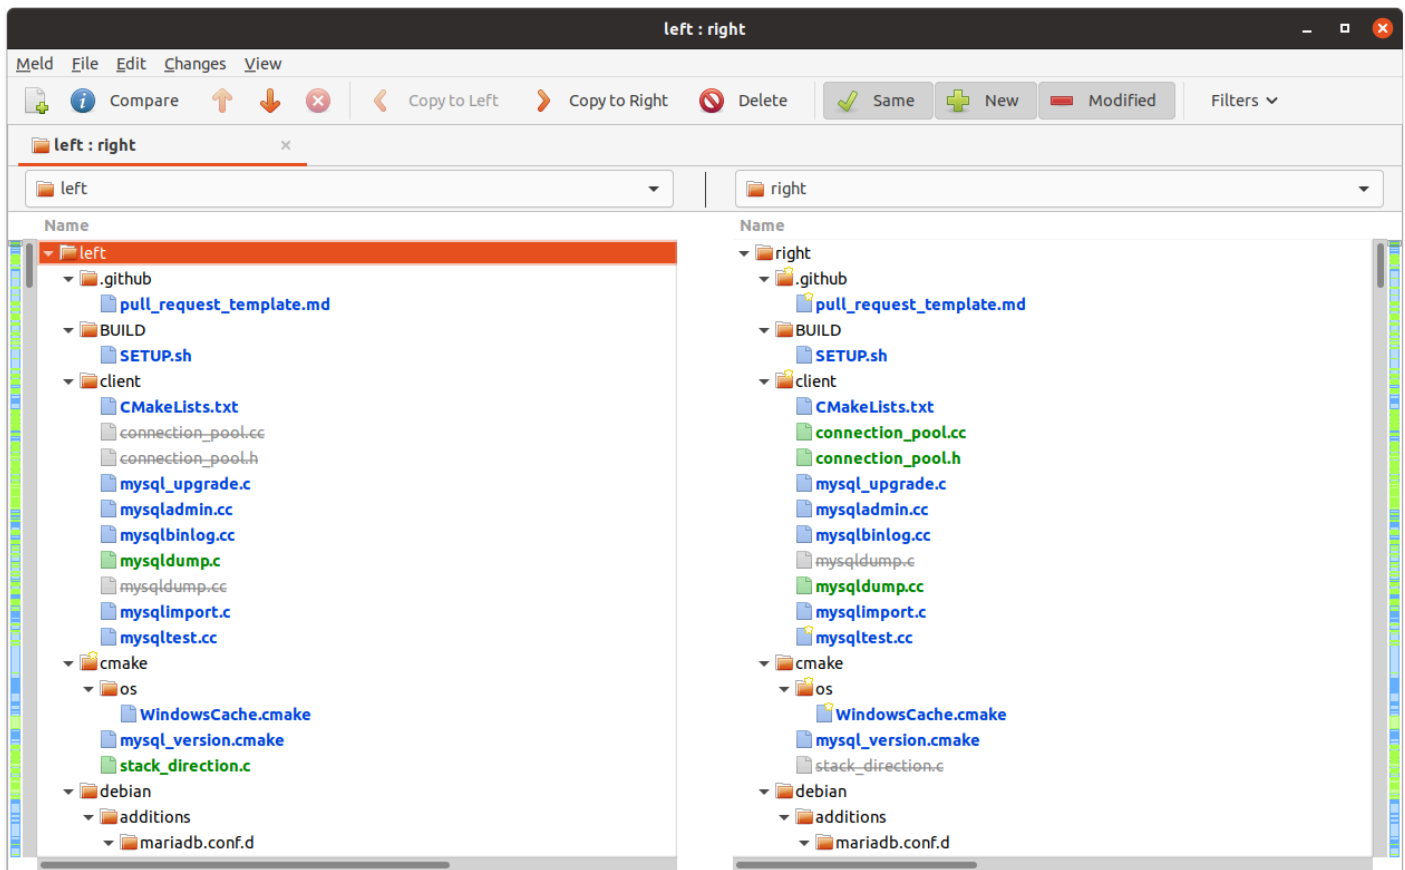 left : right
Meld File Edit Changes View
Compare Copy to Left Copy to Right Delete Same New Modified Filters
left : right
left right
Name Name
left right
.github .github
pull_request_template.md pull_request_template.md
BUILD BUILD
SETUP.sh SETUP.sh
client client
CMakeLists.txt CMakeLists.txt
connection_pool.cc connection_pool.cc
connection_pool.h connection_pool.h
mysql_upgrade.c mysql_upgrade.c
mysqladmin.cc mysqladmin.cc
mysqlbinlog.cc mysqlbinlog.cc
mysqldump.c mysqldump.c
mysqldump.cc mysqldump.cc
mysqlimport.c mysqlimport.c
mysqltest.cc mysqltest.cc
cmake cmake
os os
WindowsCache.cmake WindowsCache.cmake
mysql_version.cmake mysql_version.cmake
stack_direction.c stack_direction.c
debian debian
additions additions
mariadb.conf.d mariadb.conf.d